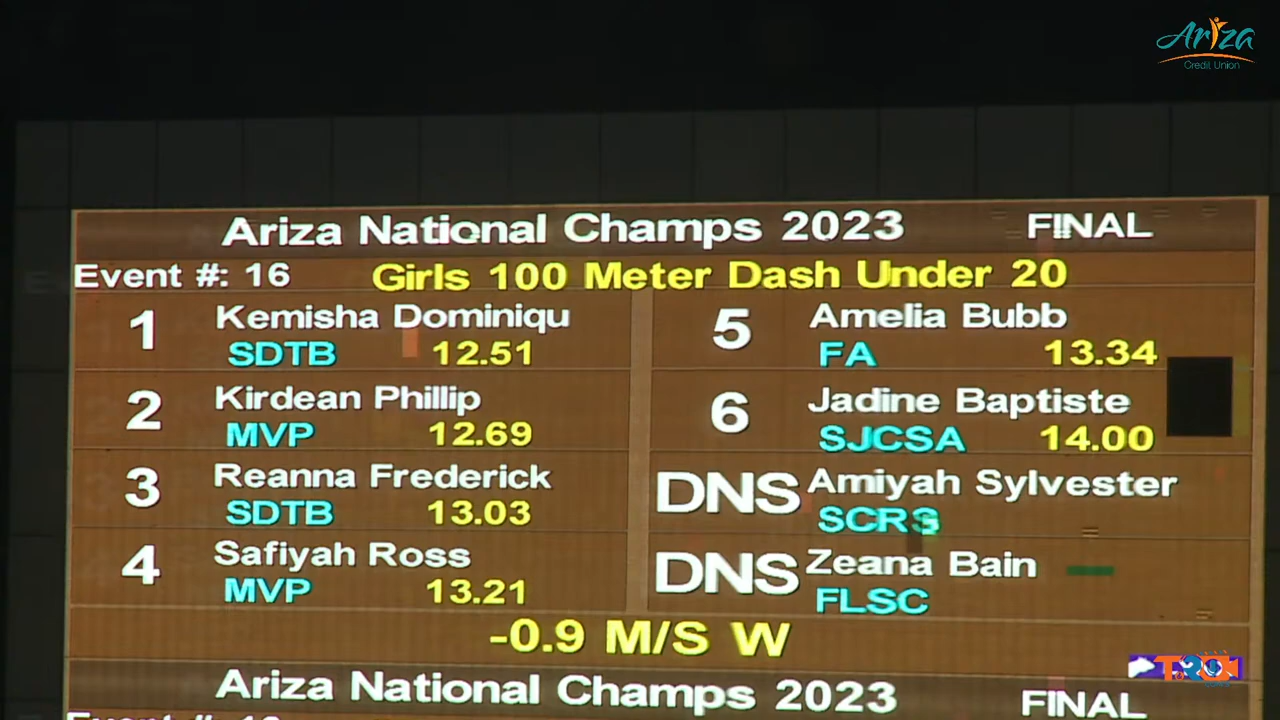 Ariza
Credit Union
Ariza National Champs 2023 FINAL
Event #: 16 Girls 100 Meter Dash Under 20
1 Kemisha Dominiqu
SDTB 12.51
2 Kirdean Phillip
MVP 12.69
3 Reanna Frederick
SDTB 13.03
4 Safiyah Ross
MVP 13.21
5 Amelia Bubb
FA 13.34
6 Jadine Baptiste
SJCSA 14.00
DNS Amiyah Sylvester
SCRS
DNS Zeana Bain
FLSC
-0.9 M/S W
Ariza National Champs 2023 FINAL